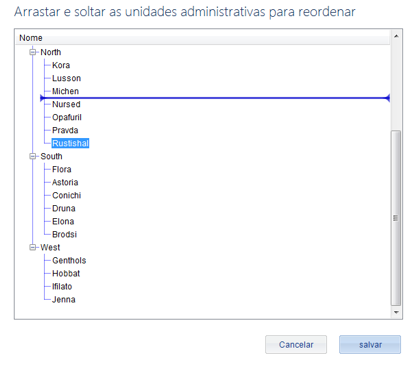 Arrastar e soltar as unidades administrativas para reordenar
Nome
North
Kora
Lusson
Michen
Nursed
Opafuril
Pravda
Rustishal
South
Flora
Astoria
Conichi
Druna
Elona
Brodsi
West
Genthols
Hobbat
Ifilato
Jenna
Cancelar
salvar